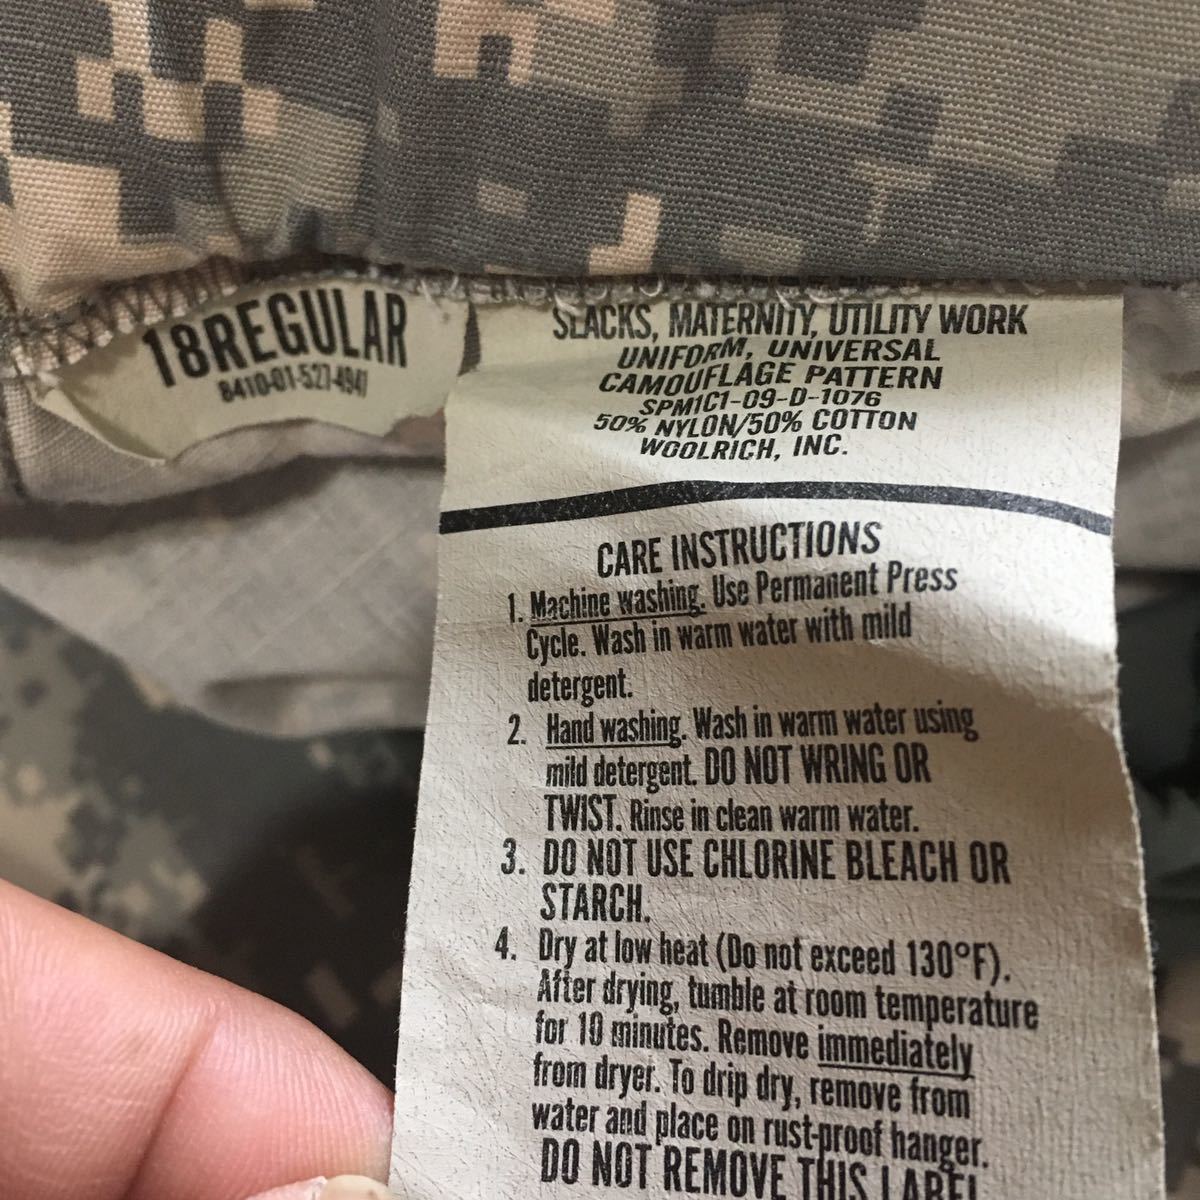 18REGULAR
8410-01-527-4947
SLACKS, MATERNITY, UTILITY WORK
UNIFORM, UNIVERSAL
CAMOUFLAGE PATTERN
SPM1C1-09-D-1076
50% NYLON/50% COTTON
WOOLRICH, INC.
CARE INSTRUCTIONS
1. Machine washing. Use Permanent Press
Cycle. Wash in warm water with mild
detergent.
2. Hand washing. Wash in warm water using
mild detergent. DO NOT WRING OR
TWIST. Rinse in clean warm water.
3. DO NOT USE CHLORINE BLEACH OR
STARCH.
4. Dry at low heat (Do not exceed 130°F).
After drying, tumble at room temperature
for 10 minutes. Remove immediately
from dryer. To drip dry, remove from
water and place on rust-proof hanger.
DO NOT REMOVE THIS LABEL